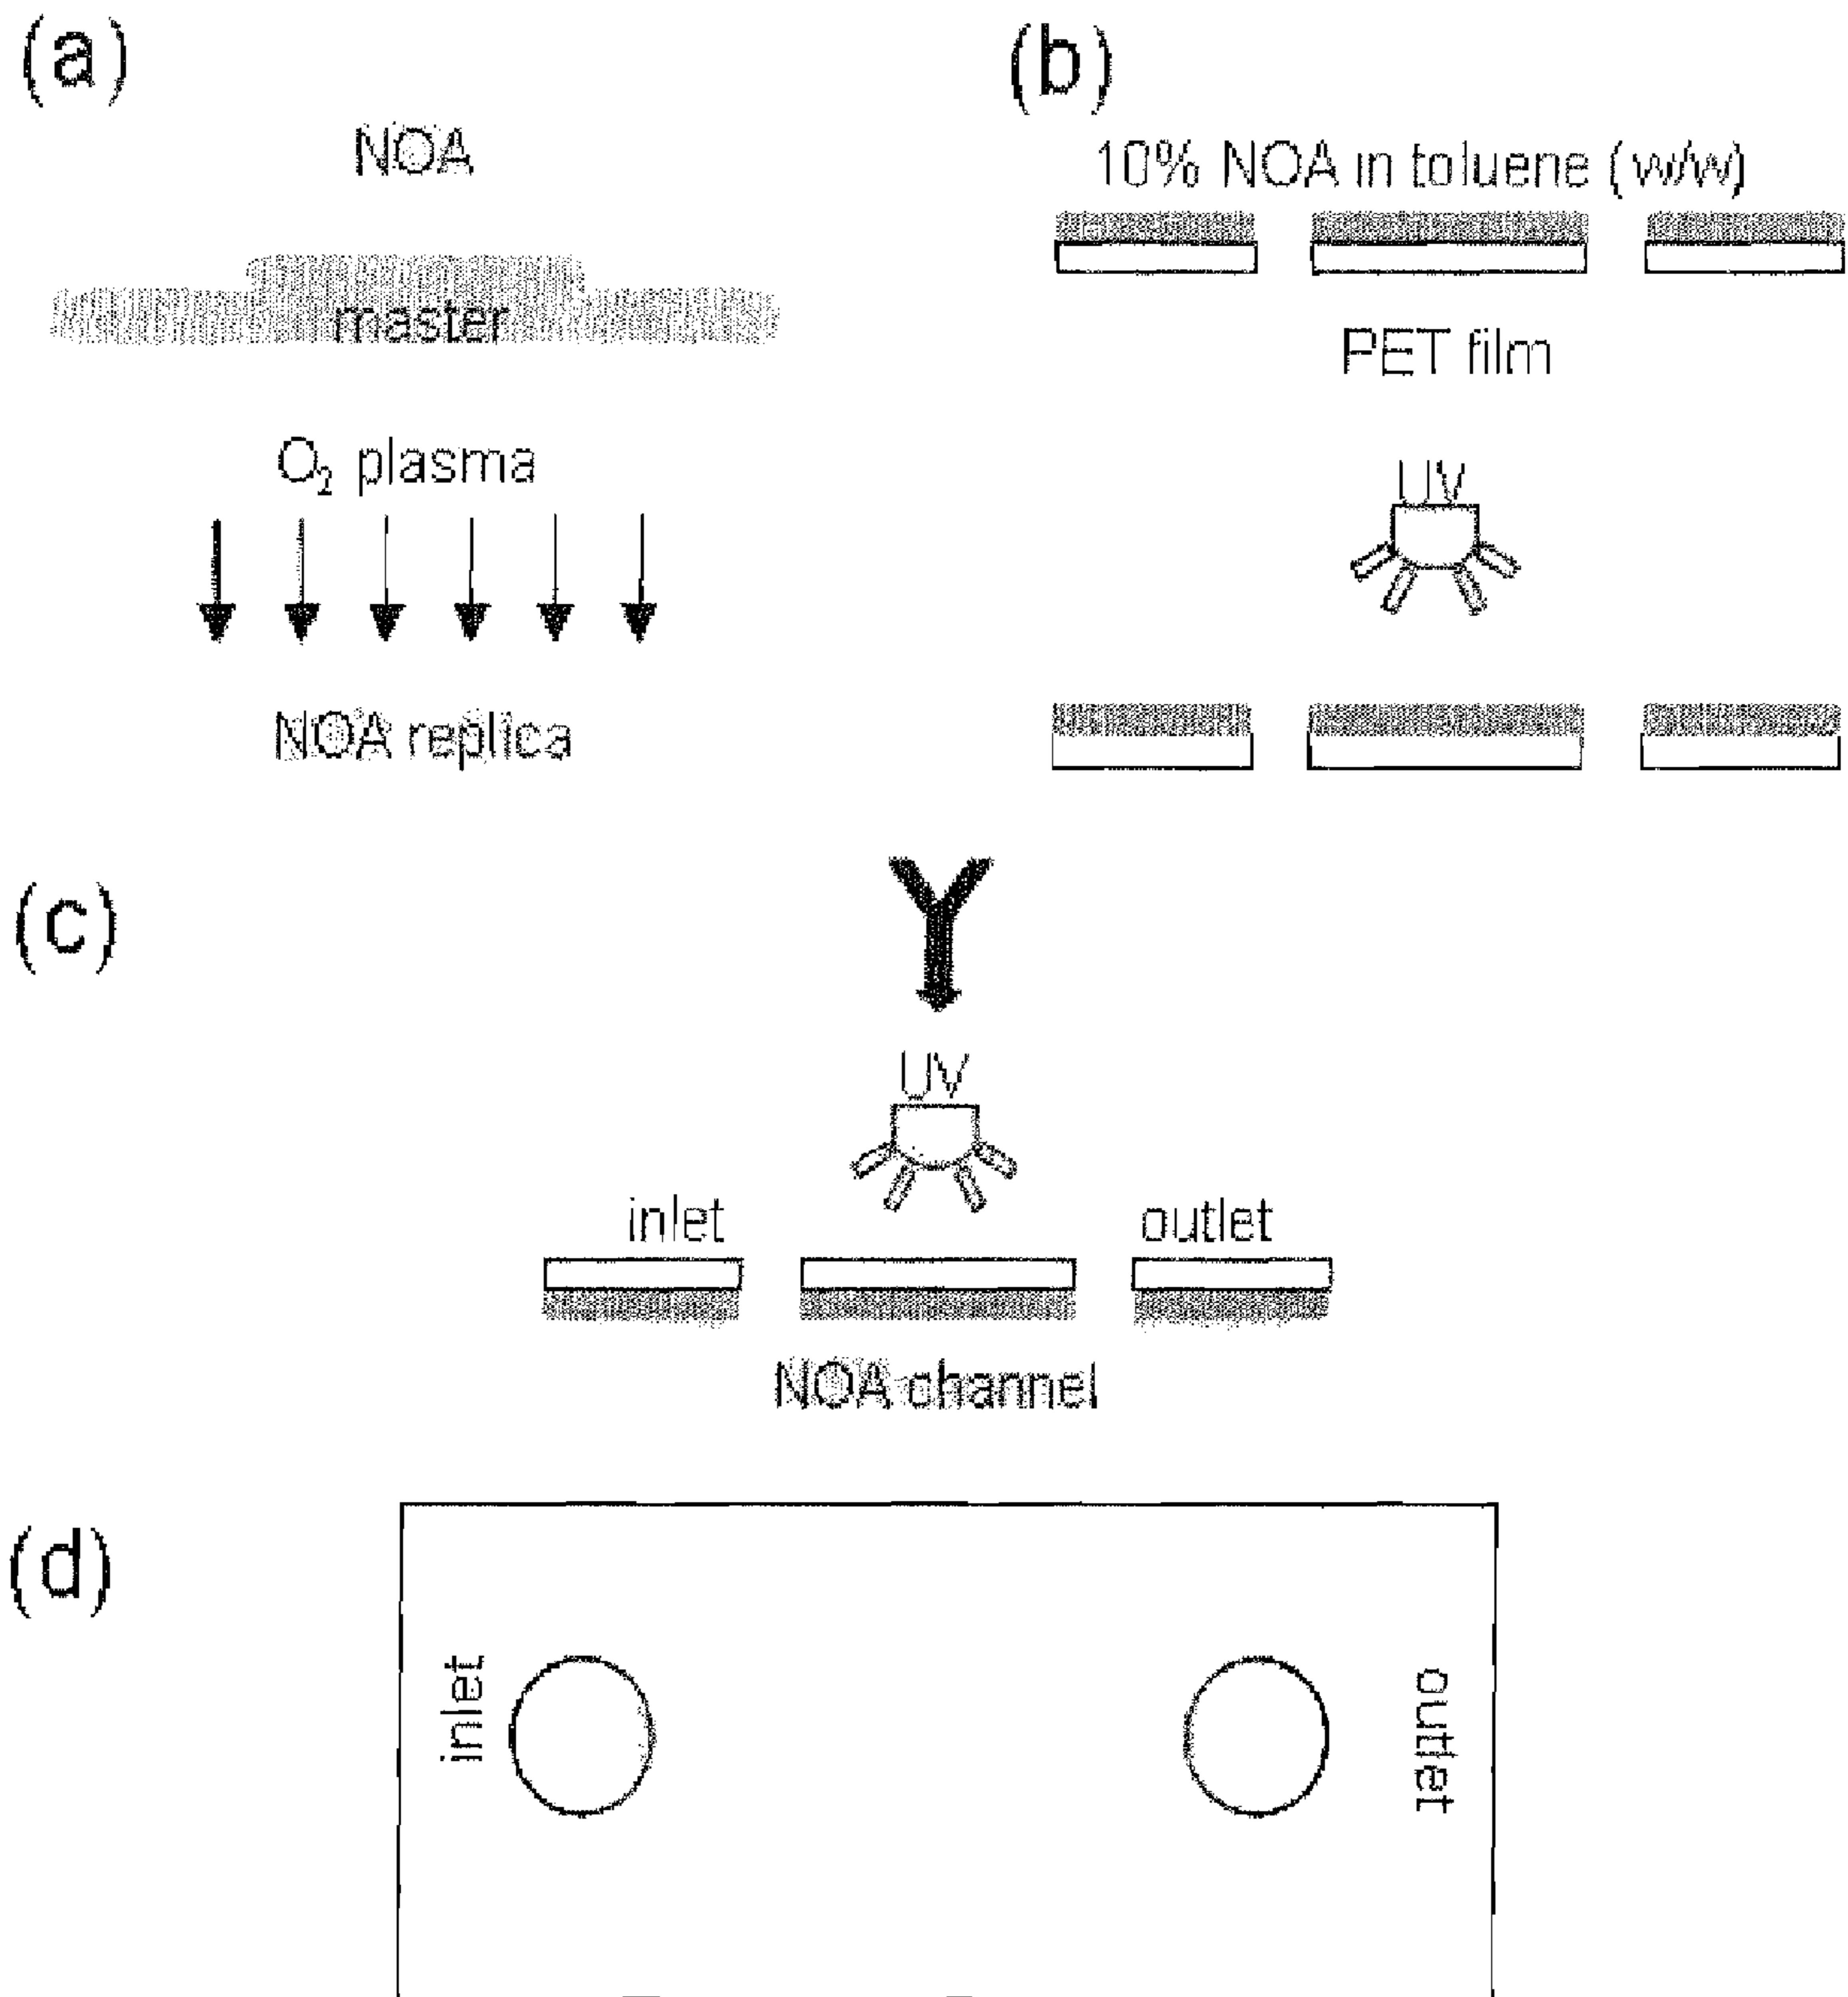 (a)
NOA
master
O₂ plasma
NOA replica
(b)
10% NOA in toluene (w/w)
PET film
UV
(c)
UV
inlet
outlet
NOA channel
(d)
inlet
outlet